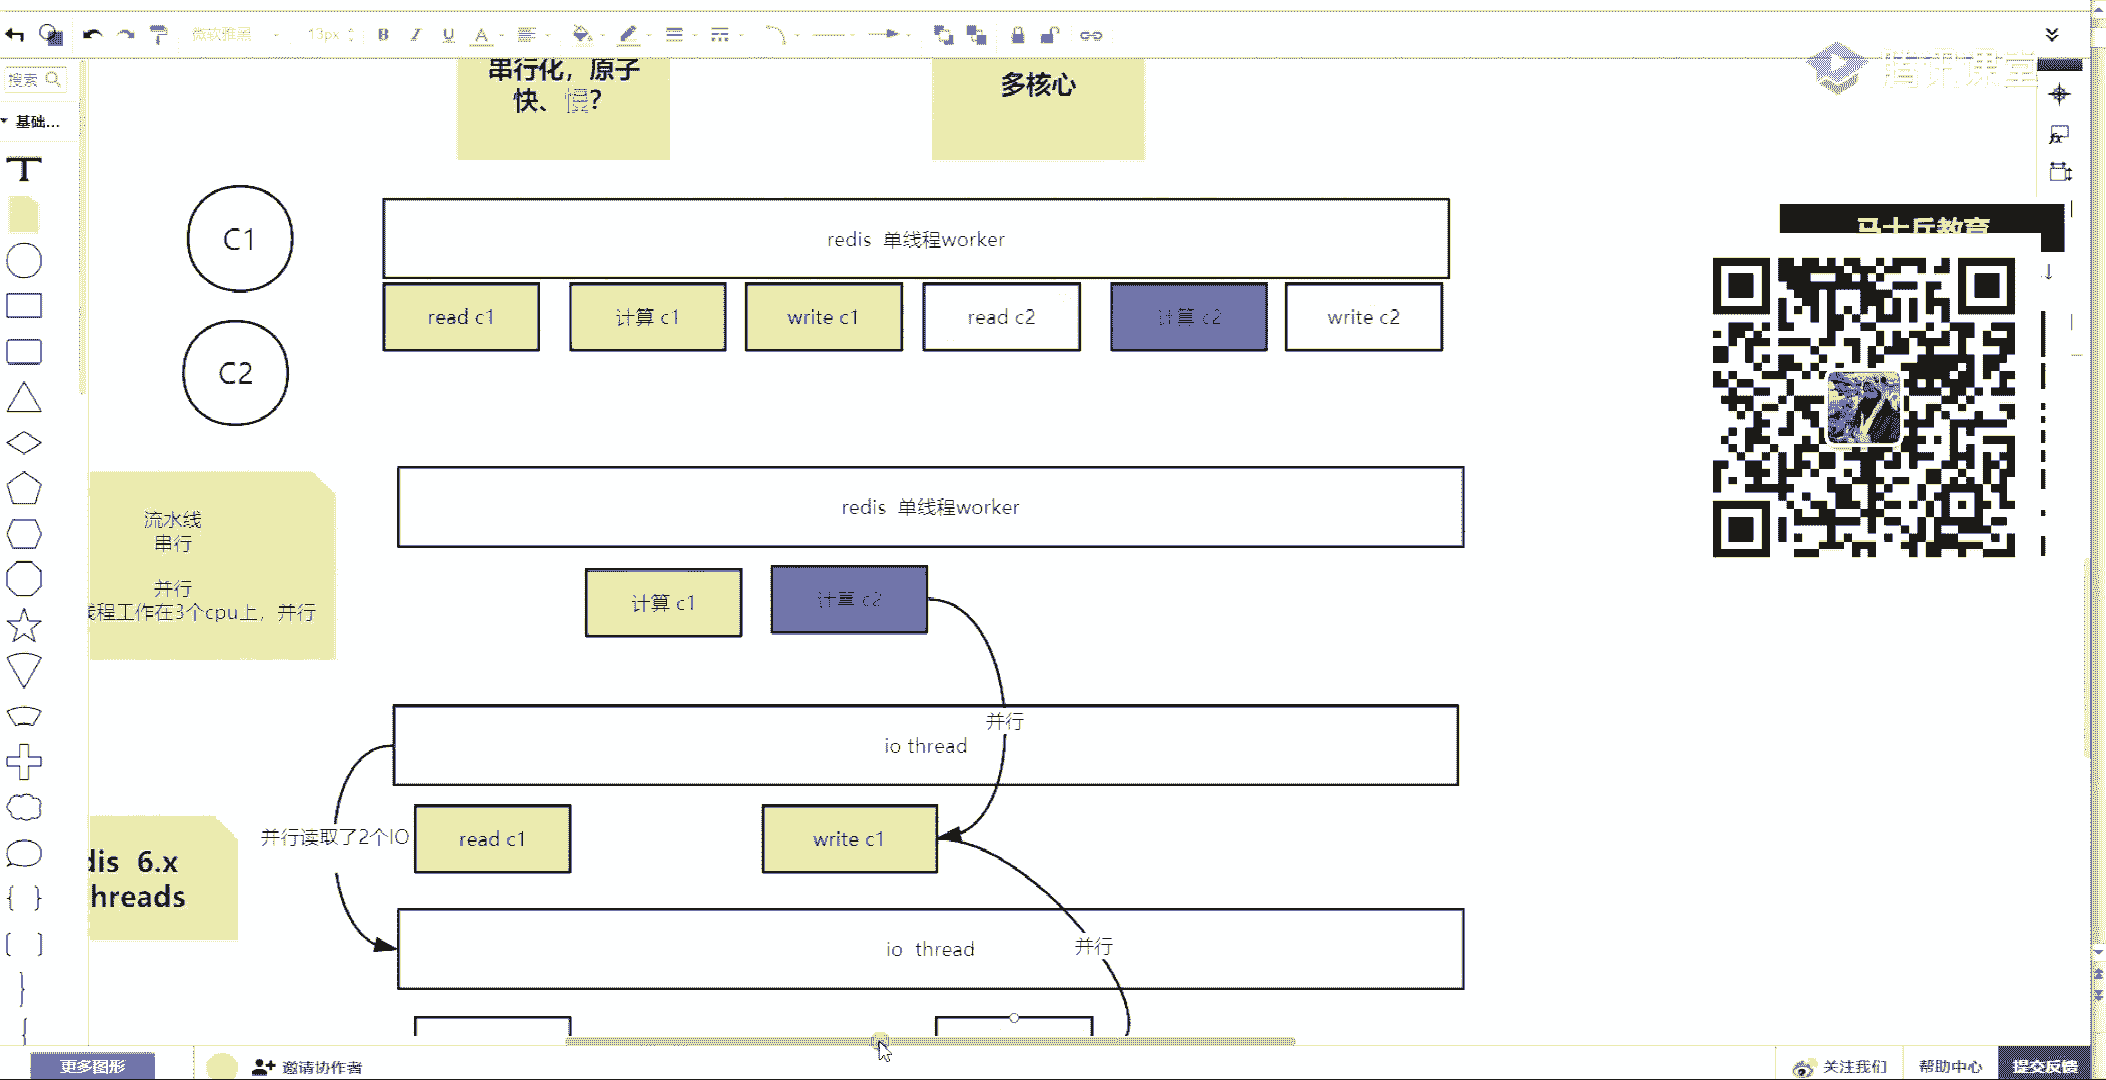 微软雅黑
13px
B
I
U
A
搜索
基础...
T
串行化，原子
快、慢?
多核心
腾讯课堂
马士兵教育
C1
C2
redis 单线程worker
read c1
计算 c1
write c1
read c2
计算 c2
write c2
流水线
串行
并行
线程工作在3个cpu上，并行
redis 单线程worker
计算 c1
计算 c2
并行
io thread
并行读取了2个IO
read c1
write c1
dis 6.x
hreads
io thread
并行
更多图形
邀请协作者
关注我们
帮助中心
提交反馈